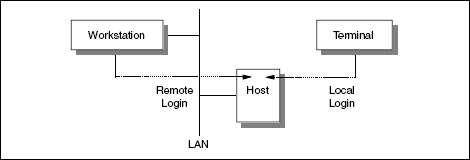 Workstation
Terminal
Remote
Login
Host
Local
Login
LAN